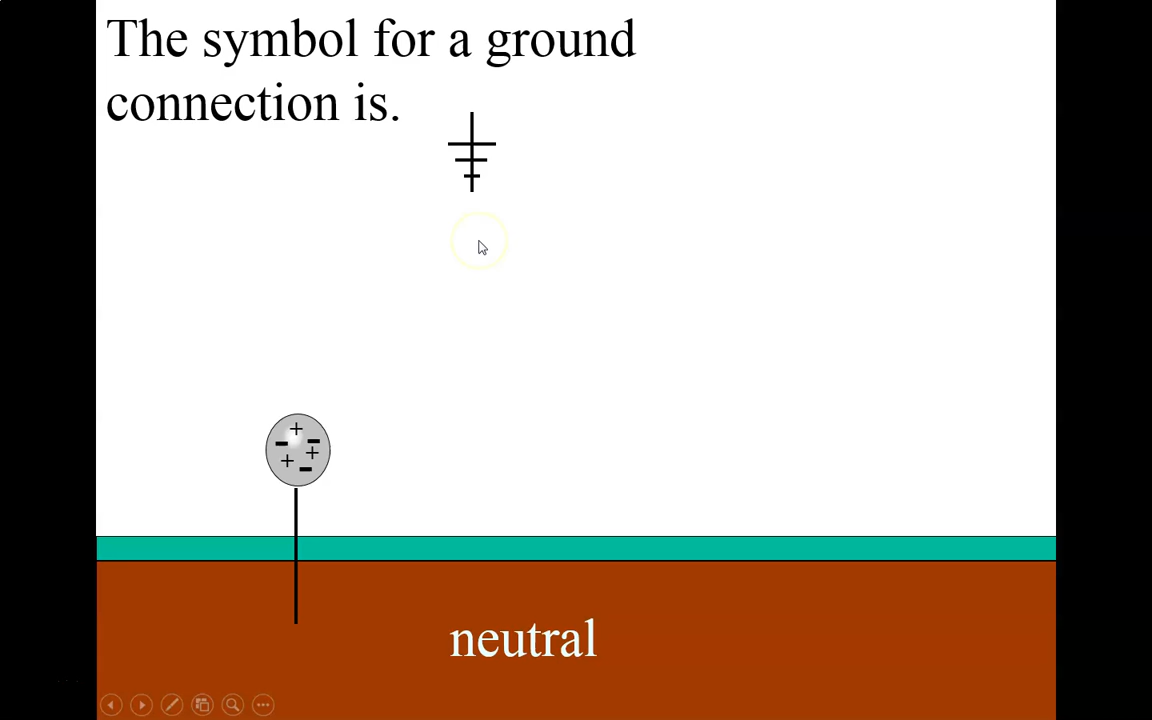 The symbol for a ground
connection is.
+
- -
+ +
-
neutral